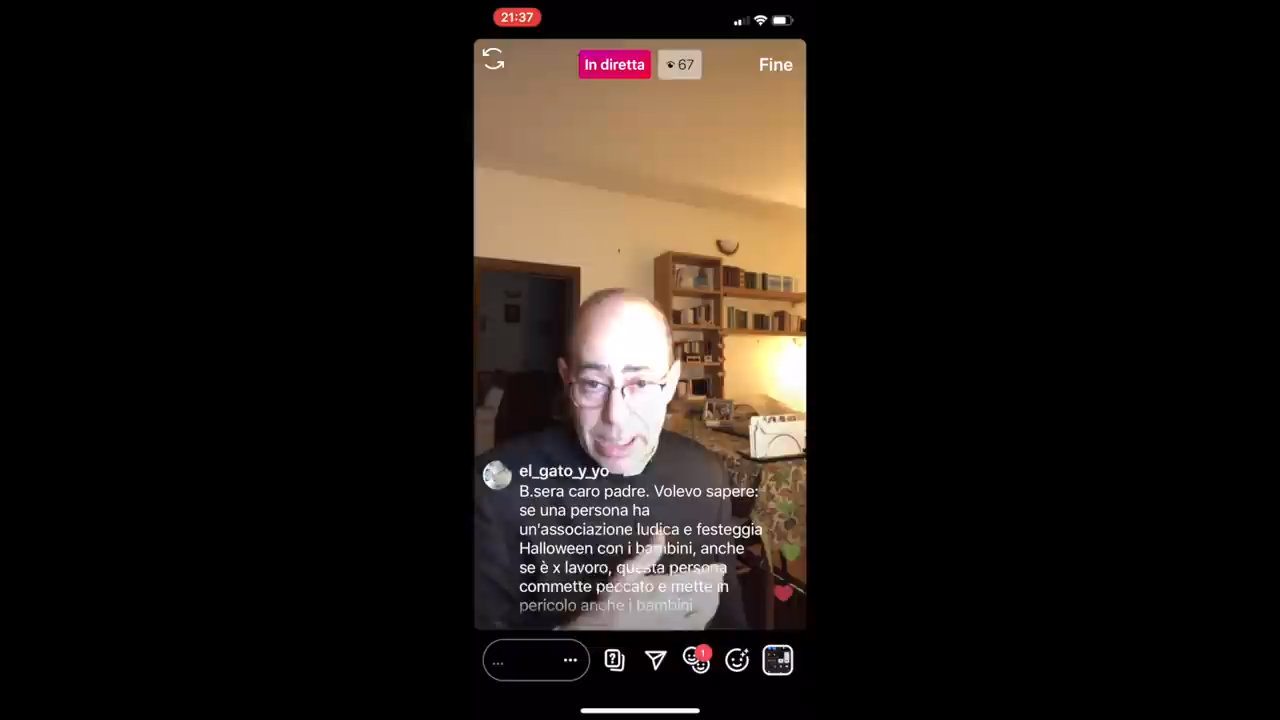 21:37
In diretta
67
Fine
el_gato_y_yo
B.sera caro padre. Volevo sapere:
se una persona ha
un'associazione ludica e festeggia
Halloween con i bambini, anche
se è x lavoro, questa persona
commette peccato e mette in
pericolo anche i bambini
...
1